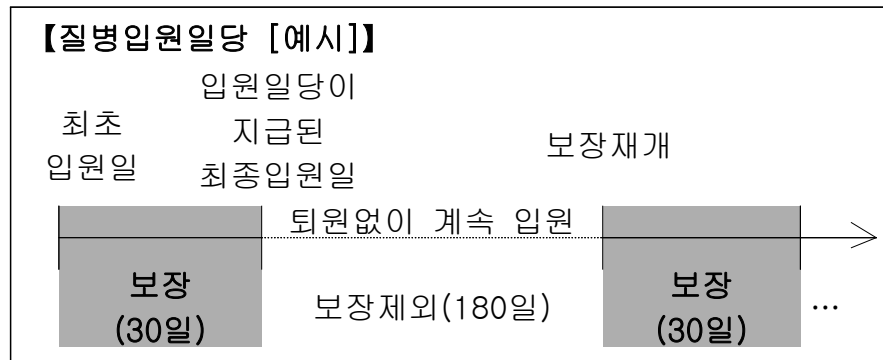 【질병입원일당 [예시]】
최초
입원일
입원일당이
지급된
최종입원일
보장재개
퇴원없이 계속 입원
보장
(30일)
보장제외(180일)
보장
(30일)
…